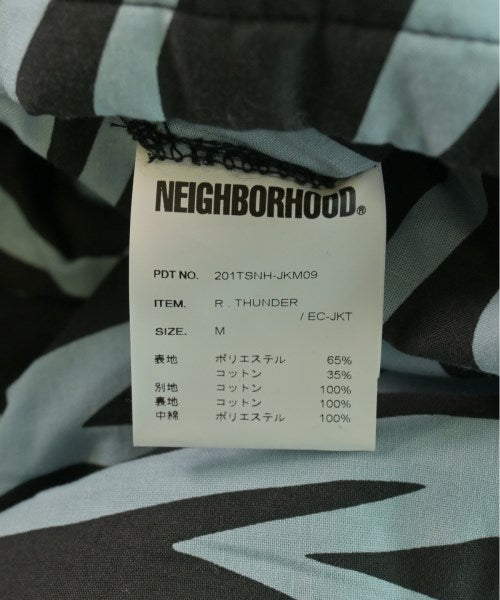 NEIGHBORHOOD®
PDT NO. 201TSNH-JKM09
ITEM. R . THUNDER
/ EC-JKT
SIZE. M
表地 ポリエステル 65%
コットン 35%
別地 コットン 100%
裏地 コットン 100%
中綿 ポリエステル 100%